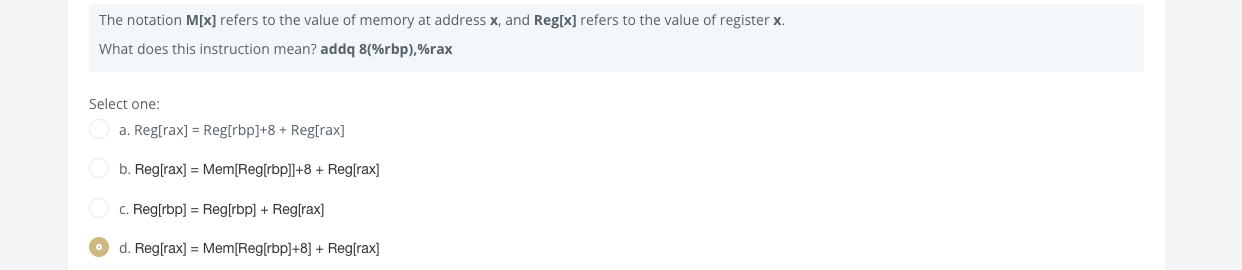 The notation M[x] refers to the value of memory at address x, and Reg[x] refers to the value of register x.
What does this instruction mean? addq 8(%rbp),%rax
Select one:
a. Reg[rax] = Reg[rbp]+8 + Reg[rax]
b. Reg[rax] = Mem[Reg[rbp]]+8 + Reg[rax]
c. Reg[rbp] = Reg[rbp] + Reg[rax]
d. Reg[rax] = Mem[Reg[rbp]+8] + Reg[rax]